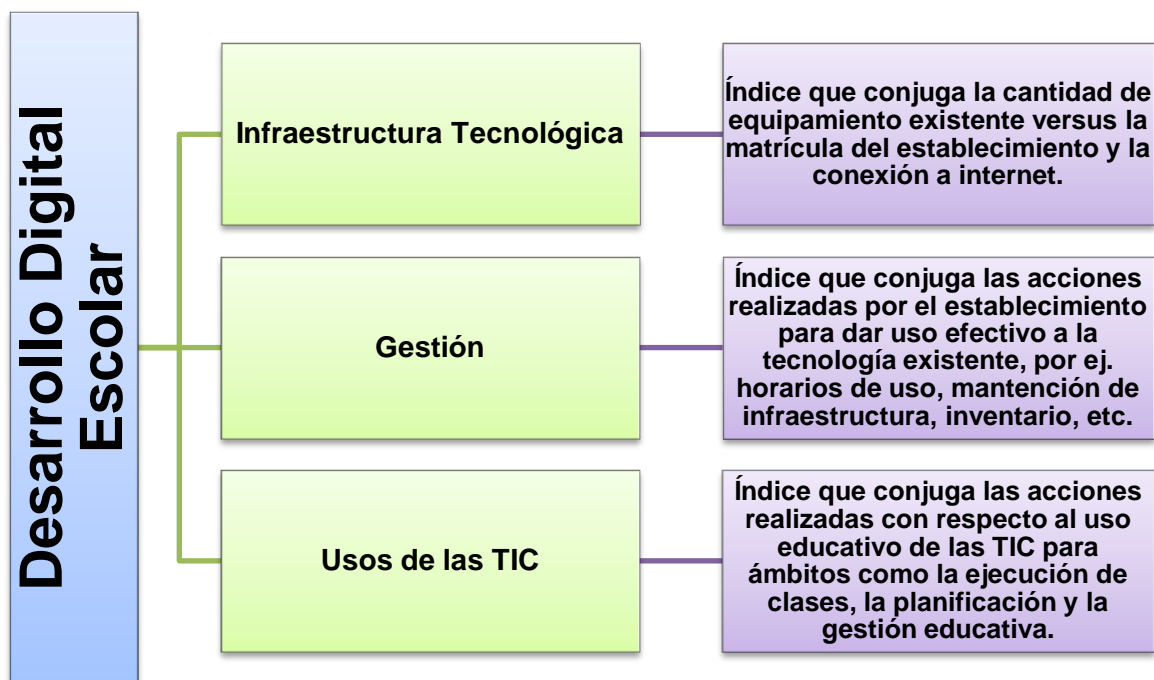 Desarrollo Digital
Escolar
Infraestructura Tecnológica
Índice que conjuga la cantidad de
equipamiento existente versus la
matrícula del establecimiento y la
conexión a internet.
Gestión
Índice que conjuga las acciones
realizadas por el establecimiento
para dar uso efectivo a la
tecnología existente, por ej.
horarios de uso, mantención de
infraestructura, inventario, etc.
Usos de las TIC
Índice que conjuga las acciones
realizadas con respecto al uso
educativo de las TIC para
ámbitos como la ejecución de
clases, la planificación y la
gestión educativa.